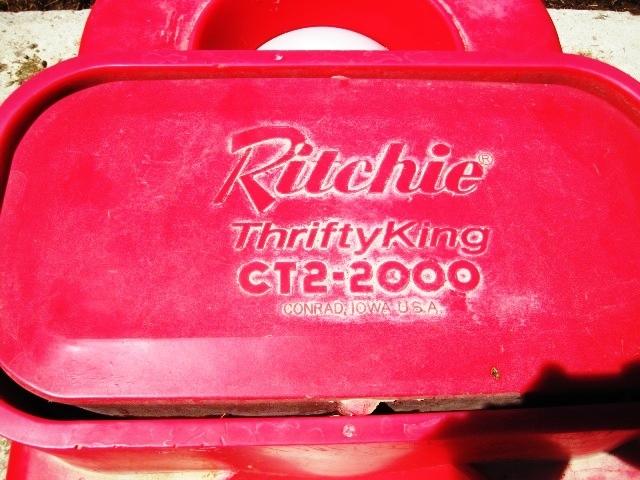 Ritchie®
ThriftyKing
CT2-2000
CONRAD, IOWA U.S.A.